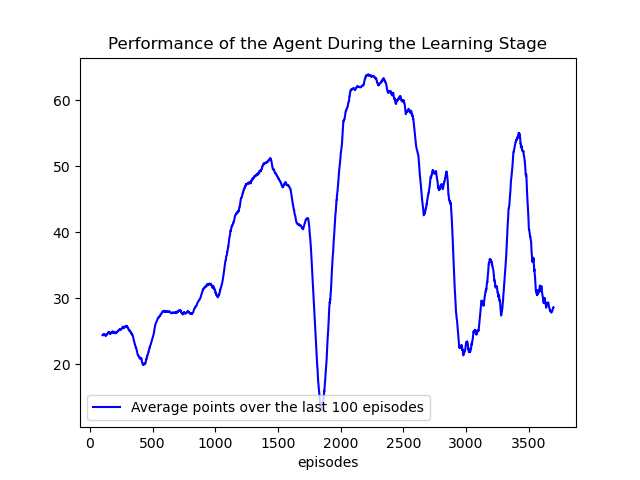 Performance of the Agent During the Learning Stage
60
50
40
30
20
Average points over the last 100 episodes
0 500 1000 1500 2000 2500 3000 3500
episodes